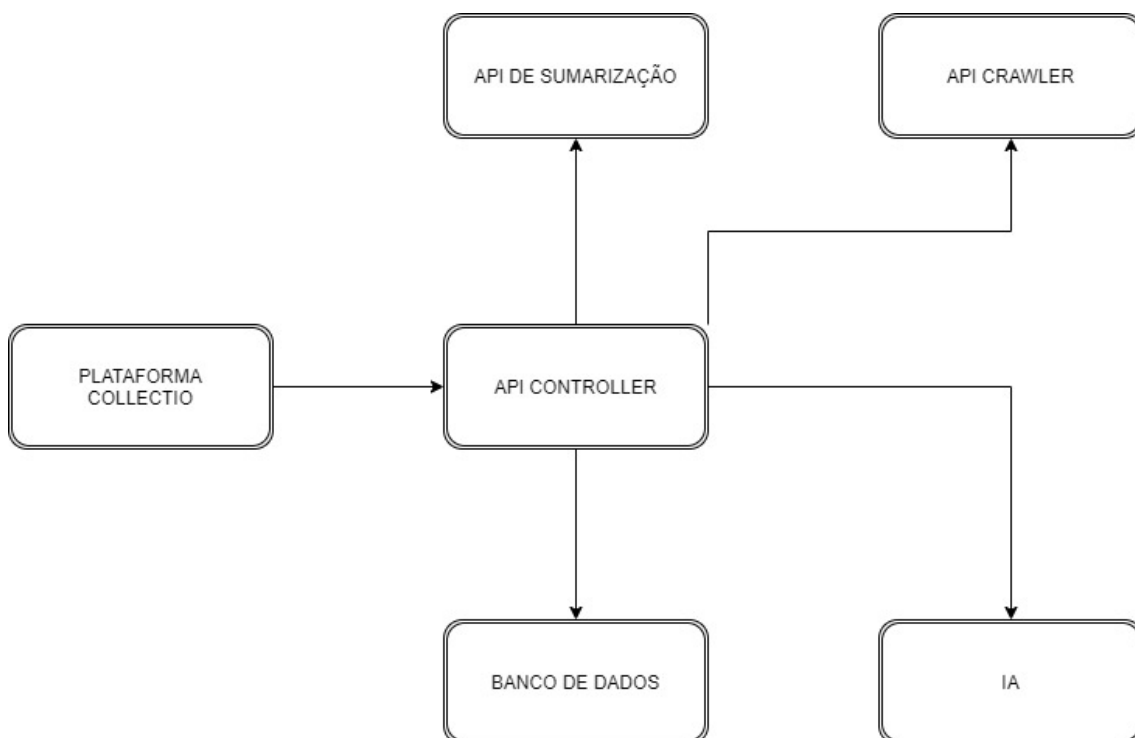 API DE SUMARIZAÇÃO
API CRAWLER
PLATAFORMA
COLLECTIO
API CONTROLLER
BANCO DE DADOS
IA